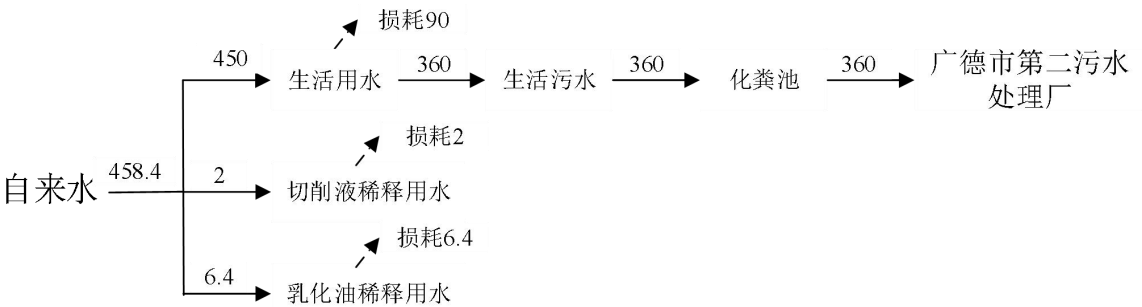 损耗90
450
生活用水
360
生活污水
360
化粪池
360
广德市第二污水
处理厂
损耗2
自来水
458.4
2
切削液稀释用水
损耗6.4
6.4
乳化油稀释用水